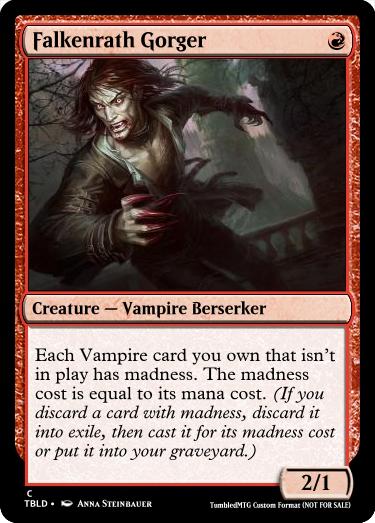 Falkenrath Gorger
Creature — Vampire Berserker
Each Vampire card you own that isn't
in play has madness. The madness
cost is equal to its mana cost. (If you
discard a card with madness, discard it
into exile, then cast it for its madness cost
or put it into your graveyard.)
2/1
C
TBLD • Anna Steinbauer
TumbledMTG Custom Format (NOT FOR SALE)